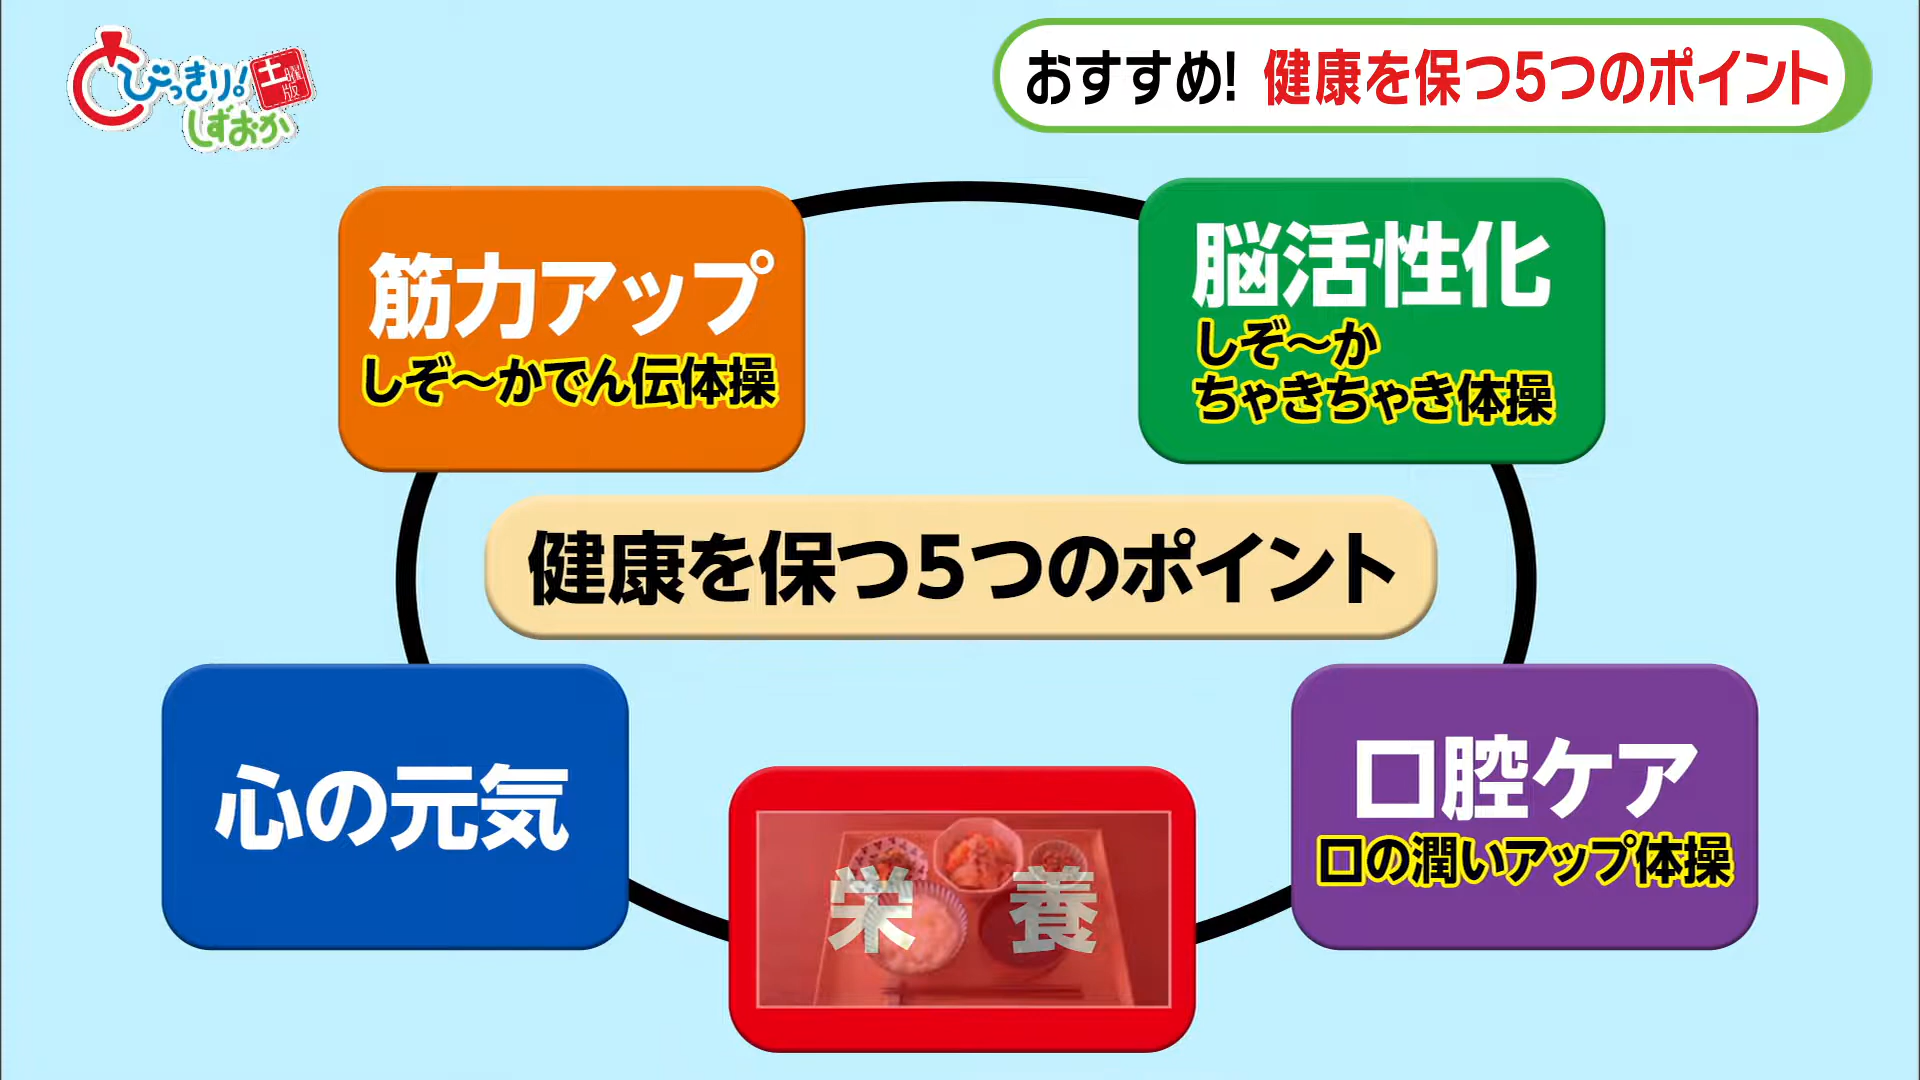 とびっきり!
しずおか
土曜版
おすすめ! 健康を保つ5つのポイント
筋力アップ
しぞ〜かでん伝体操
脳活性化
しぞ〜か
ちゃきちゃき体操
健康を保つ5つのポイント
心の元気
栄 養
口腔ケア
口の潤いアップ体操